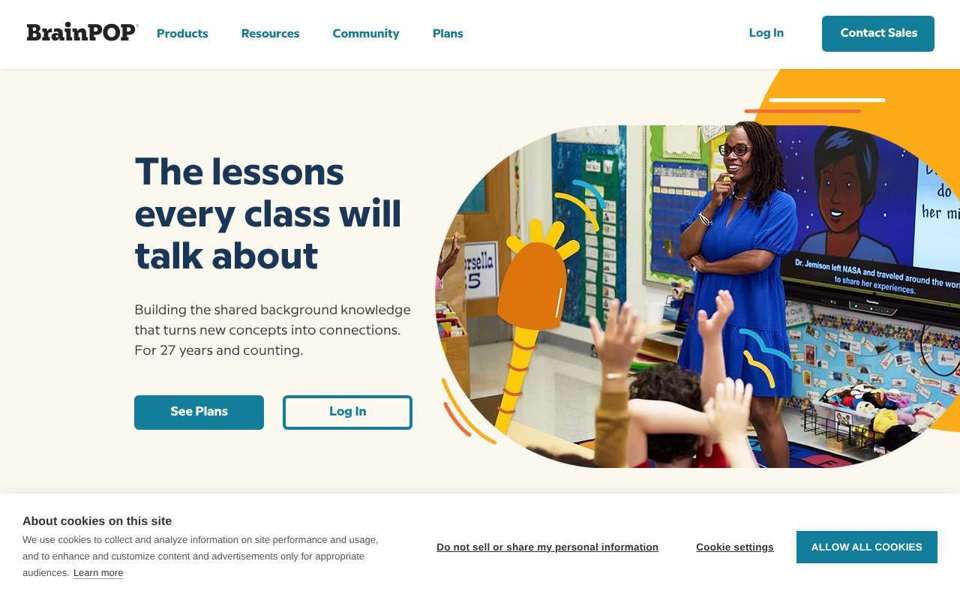 BrainPOP
Products
Resources
Community
Plans
Log In
Contact Sales
The lessons
every class will
talk about
Building the shared background knowledge
that turns new concepts into connections.
For 27 years and counting.
See Plans
Log In
do
her mi
Dr. Jemison left NASA and traveled around the worl
to share her experiences.
About cookies on this site
We use cookies to collect and analyze information on site performance and usage,
and to enhance and customize content and advertisements only for appropriate
audiences. Learn more
Do not sell or share my personal information
Cookie settings
ALLOW ALL COOKIES